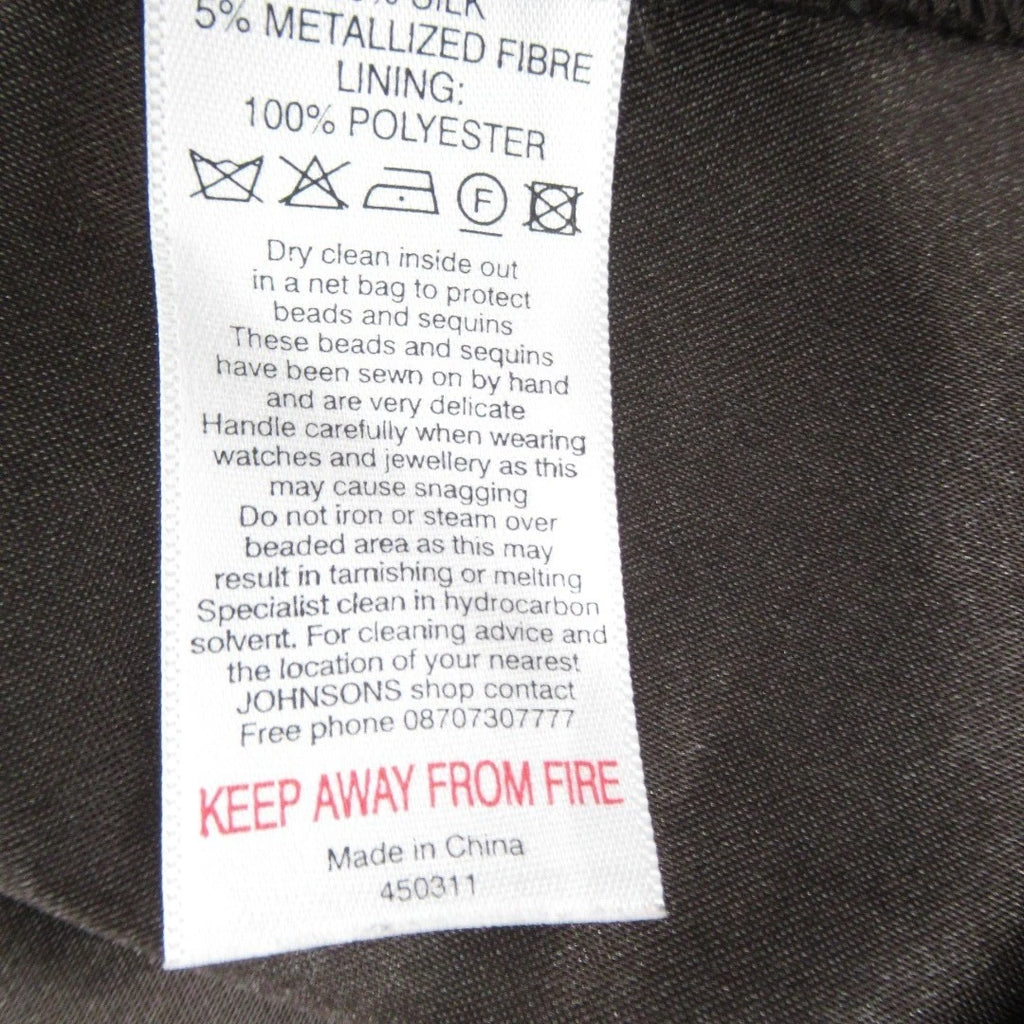 SILK
5% METALLIZED FIBRE
LINING:
100% POLYESTER
F
Dry clean inside out
in a net bag to protect
beads and sequins
These beads and sequins
have been sewn on by hand
and are very delicate
Handle carefully when wearing
watches and jewellery as this
may cause snagging
Do not iron or steam over
beaded area as this may
result in tarnishing or melting
Specialist clean in hydrocarbon
solvent. For cleaning advice and
the location of your nearest
JOHNSONS shop contact
Free phone 08707307777
KEEP AWAY FROM FIRE
Made in China
450311